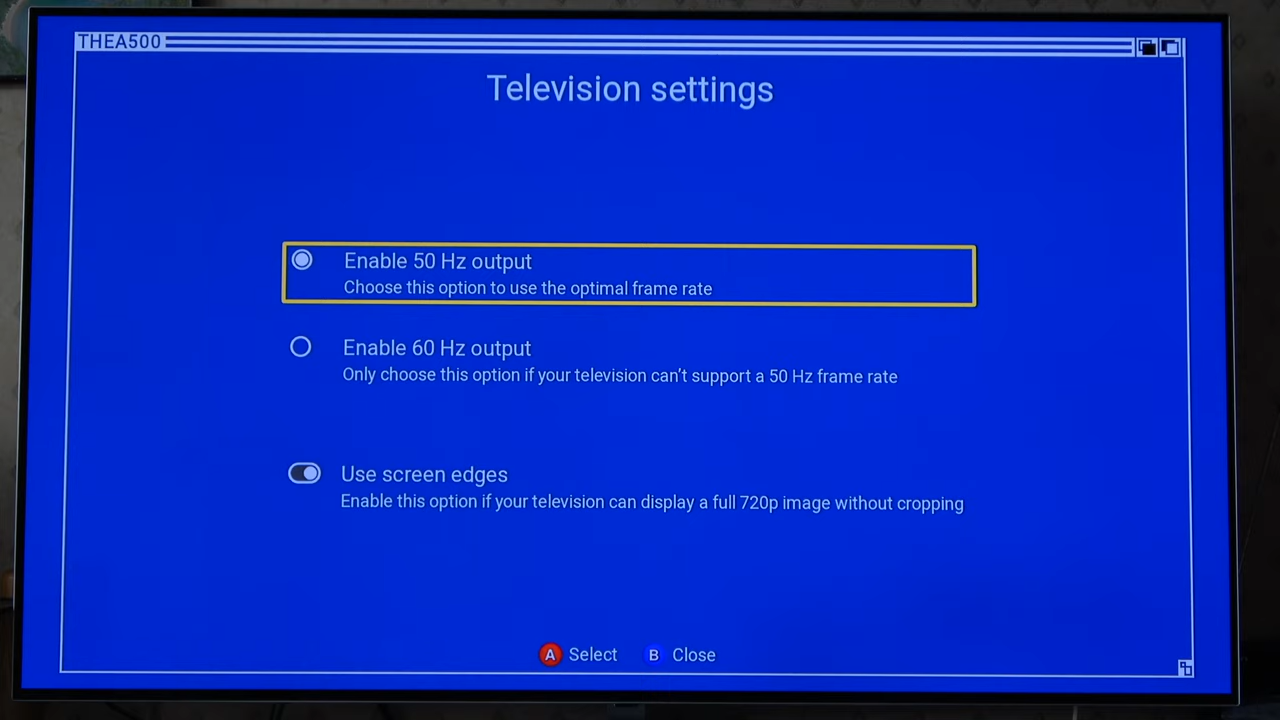 THEA500
Television settings
Enable 50 Hz output
Choose this option to use the optimal frame rate
Enable 60 Hz output
Only choose this option if your television can't support a 50 Hz frame rate
Use screen edges
Enable this option if your television can display a full 720p image without cropping
A Select B Close